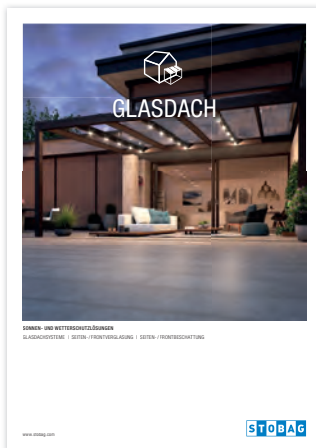 GLASDACH
SONNEN- UND WETTERSCHUTZLÖSUNGEN
GLASDACHSYSTEME | SEITEN- / FRONTVERGLASUNG | SEITEN- / FRONTBESCHATTUNG
www.stobag.com
STOBAG